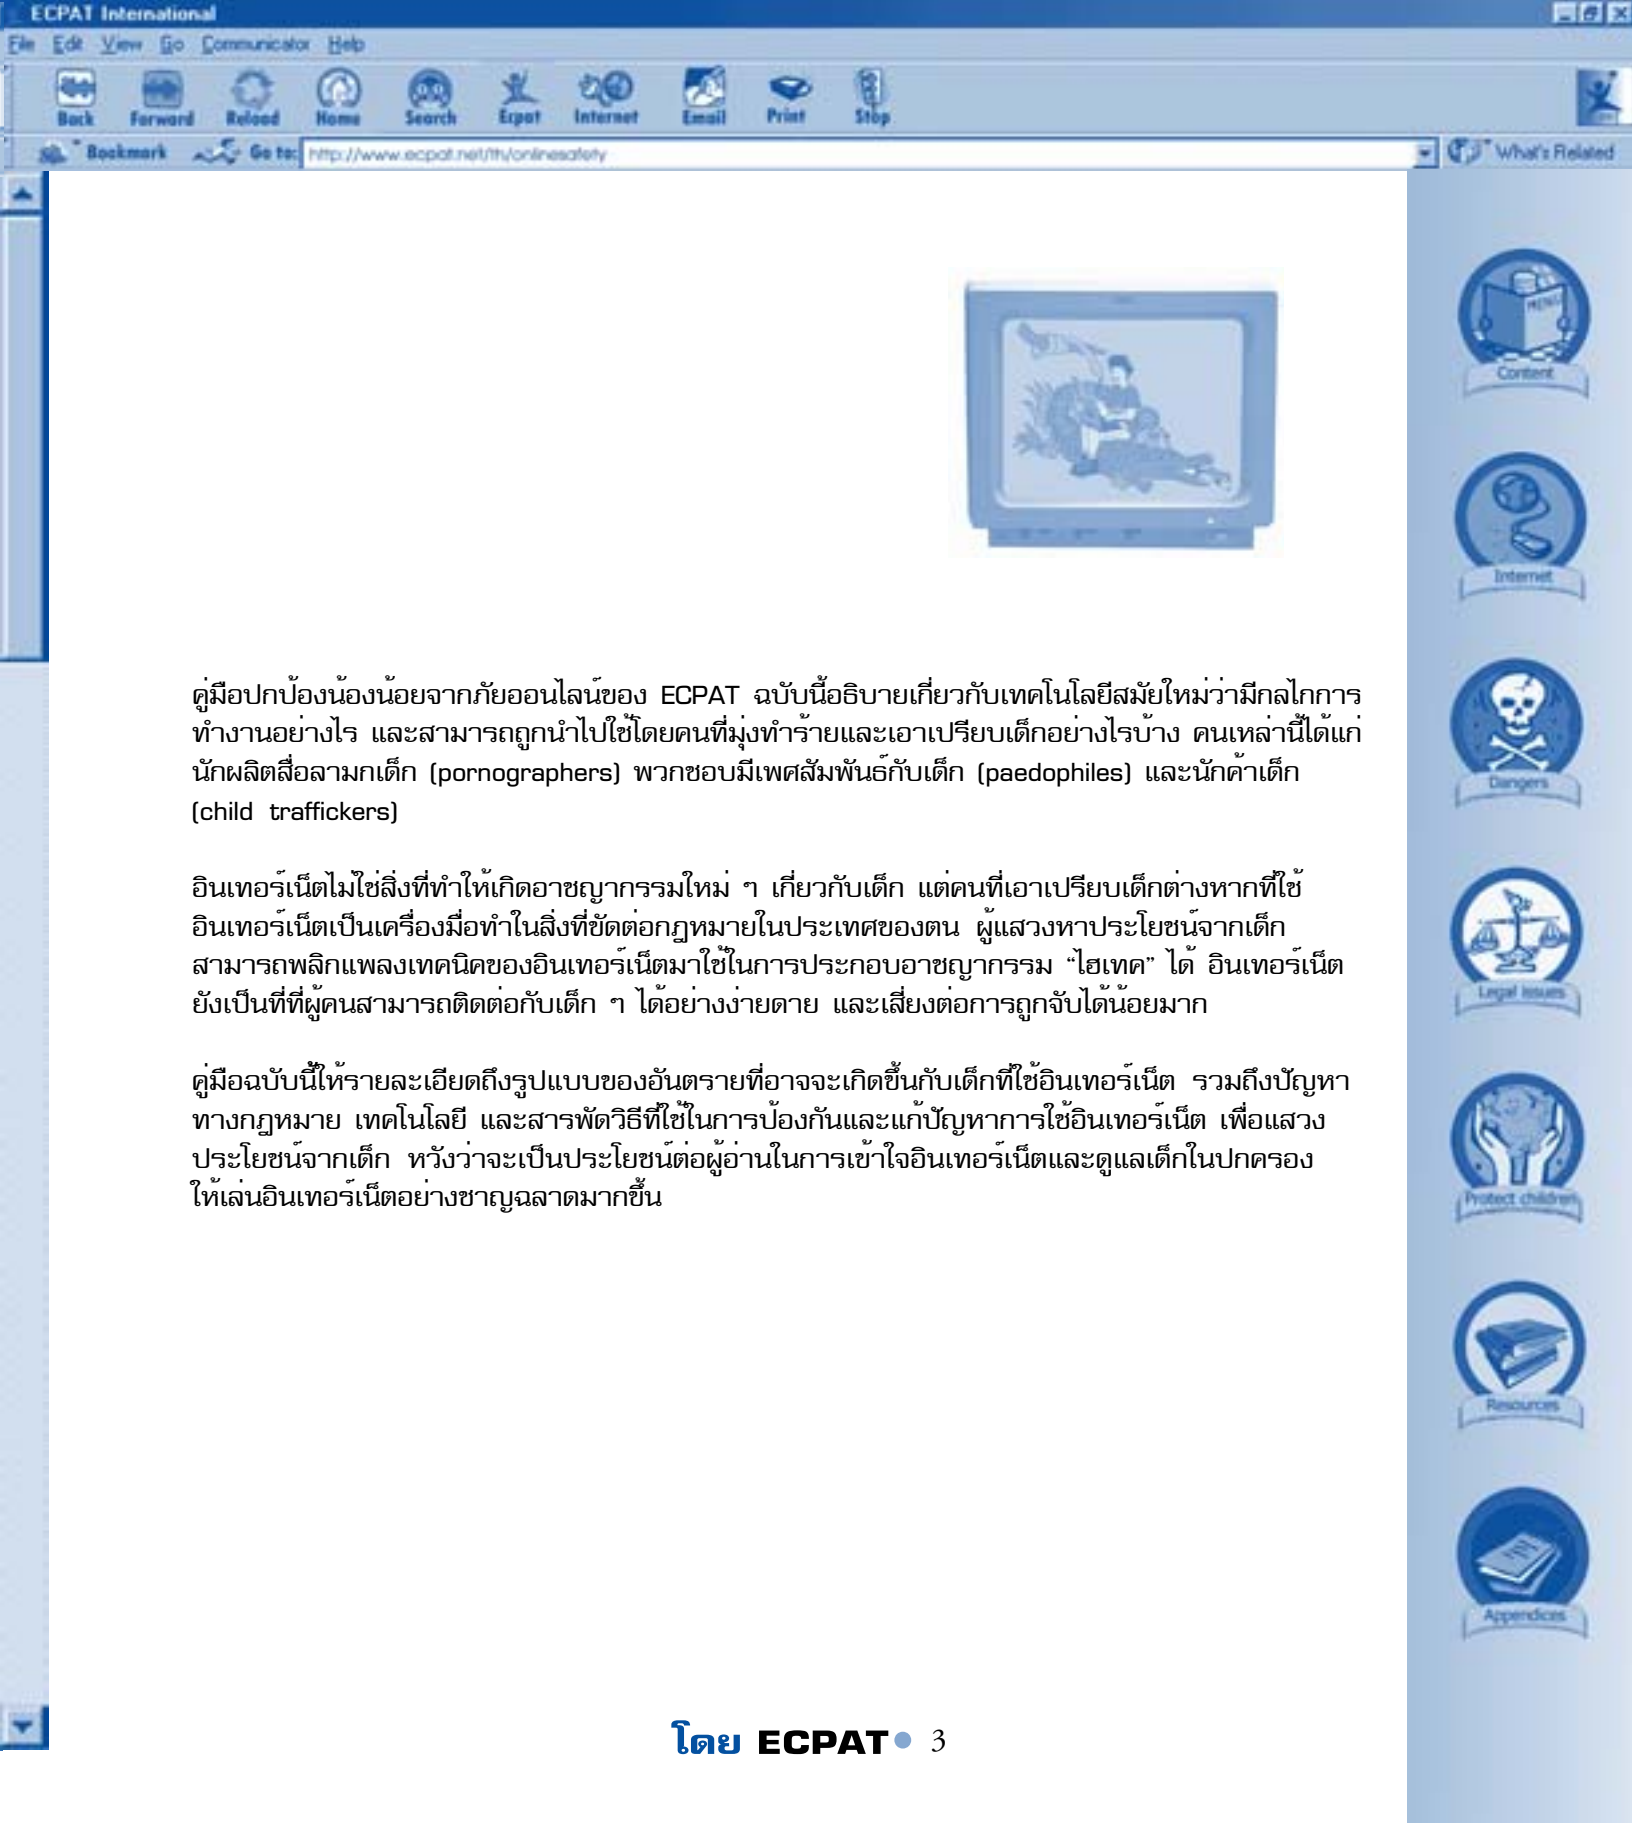 ECPAT International
File Edit View Go Communicator Help
Back Forward Reload Home Search Ecpat Internet Email Print Stop
Bookmark Go to: http://www.ecpat.net/th/onlinesafety What's Related
MENU
Content
Internet
Dangers
Legal issues
Protect children
Resources
Appendices
คู่มือปกป้องน้องน้อยจากภัยออนไลน์ของ ECPAT ฉบับนี้อธิบายเกี่ยวกับเทคโนโลยีสมัยใหม่ว่ามีกลไกการ
ทำงานอย่างไร และสามารถถูกนำไปใช้โดยคนที่มุ่งทำร้ายและเอาเปรียบเด็กอย่างไรบ้าง คนเหล่านี้ได้แก่
นักผลิตสื่อลามกเด็ก (pornographers) พวกชอบมีเพศสัมพันธ์กับเด็ก (paedophiles) และนักค้าเด็ก
(child traffickers)
อินเทอร์เน็ตไม่ใช่สิ่งที่ทำให้เกิดอาชญากรรมใหม่ ๆ เกี่ยวกับเด็ก แต่คนที่เอาเปรียบเด็กต่างหากที่ใช้
อินเทอร์เน็ตเป็นเครื่องมือทำในสิ่งที่ขัดต่อกฎหมายในประเทศของตน ผู้แสวงหาประโยชน์จากเด็ก
สามารถพลิกแพลงเทคนิคของอินเทอร์เน็ตมาใช้ในการประกอบอาชญากรรม “ไฮเทค” ได้ อินเทอร์เน็ต
ยังเป็นที่ที่ผู้คนสามารถติดต่อกับเด็ก ๆ ได้อย่างง่ายดาย และเสี่ยงต่อการถูกจับได้น้อยมาก
คู่มือฉบับนี้ให้รายละเอียดถึงรูปแบบของอันตรายที่อาจจะเกิดขึ้นกับเด็กที่ใช้อินเทอร์เน็ต รวมถึงปัญหา
ทางกฎหมาย เทคโนโลยี และสารพัดวิธีที่ใช้ในการป้องกันและแก้ปัญหาการใช้อินเทอร์เน็ต เพื่อแสวง
ประโยชน์จากเด็ก หวังว่าจะเป็นประโยชน์ต่อผู้อ่านในการเข้าใจอินเทอร์เน็ตและดูแลเด็กในปกครอง
ให้เล่นอินเทอร์เน็ตอย่างชาญฉลาดมากขึ้น
โดย ECPAT • 3